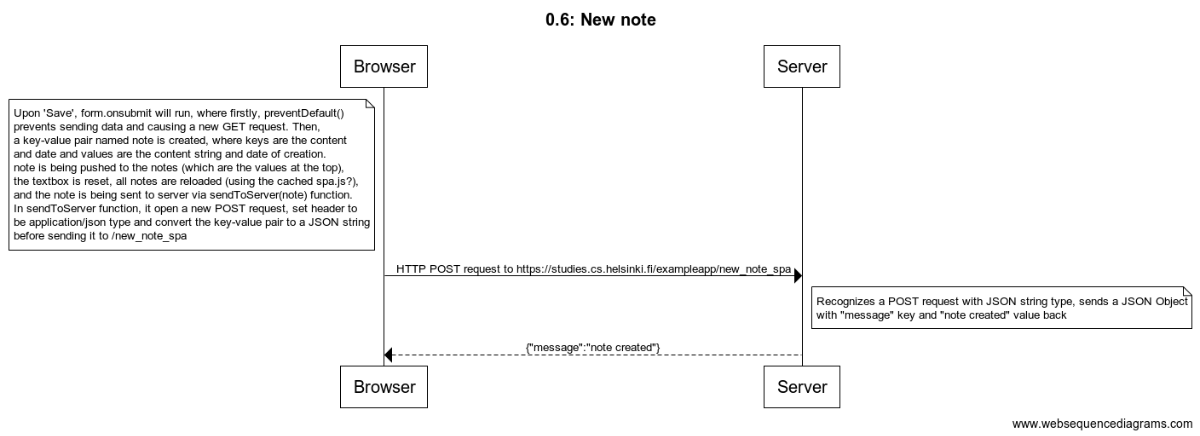 0.6: New note
Browser
Server
Upon 'Save', form.onsubmit will run, where firstly, preventDefault()
prevents sending data and causing a new GET request. Then,
a key-value pair named note is created, where keys are the content
and date and values are the content string and date of creation.
note is being pushed to the notes (which are the values at the top),
the textbox is reset, all notes are reloaded (using the cached spa.js?),
and the note is being sent to server via sendToServer(note) function.
In sendToServer function, it open a new POST request, set header to
be application/json type and convert the key-value pair to a JSON string
before sending it to /new_note_spa
HTTP POST request to https://studies.cs.helsinki.fi/exampleapp/new_note_spa
Recognizes a POST request with JSON string type, sends a JSON Object
with "message" key and "note created" value back
{"message":"note created"}
Browser
Server
www.websequencediagrams.com